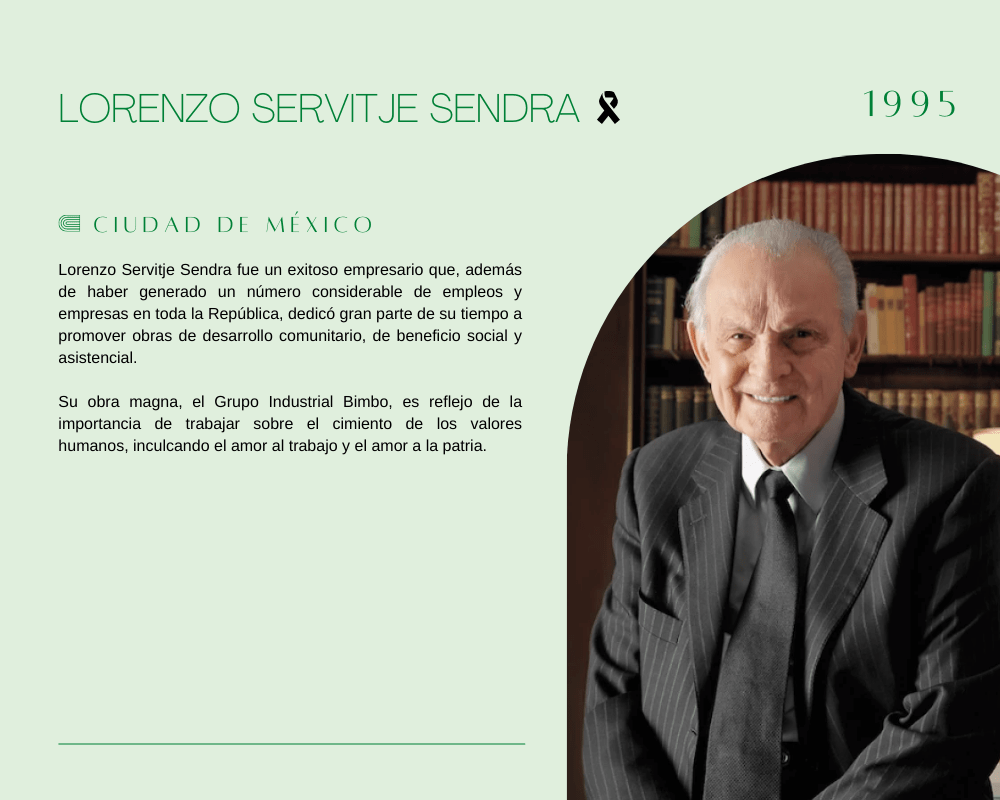 LORENZO SERVITJE SENDRA
1995
CIUDAD DE MÉXICO
Lorenzo Servitje Sendra fue un exitoso empresario que, además
de haber generado un número considerable de empleos y
empresas en toda la República, dedicó gran parte de su tiempo a
promover obras de desarrollo comunitario, de beneficio social y
asistencial.
Su obra magna, el Grupo Industrial Bimbo, es reflejo de la
importancia de trabajar sobre el cimiento de los valores
humanos, inculcando el amor al trabajo y el amor a la patria.